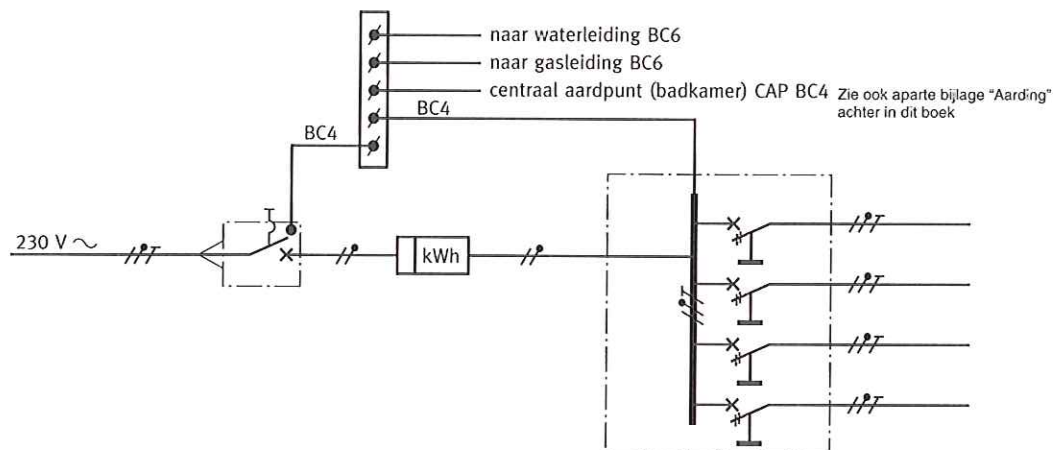 naar waterleiding BC6
naar gasleiding BC6
centraal aardpunt (badkamer) CAP BC4
Zie ook aparte bijlage "Aarding"
achter in dit boek
BC4
BC4
230 V ~
kWh